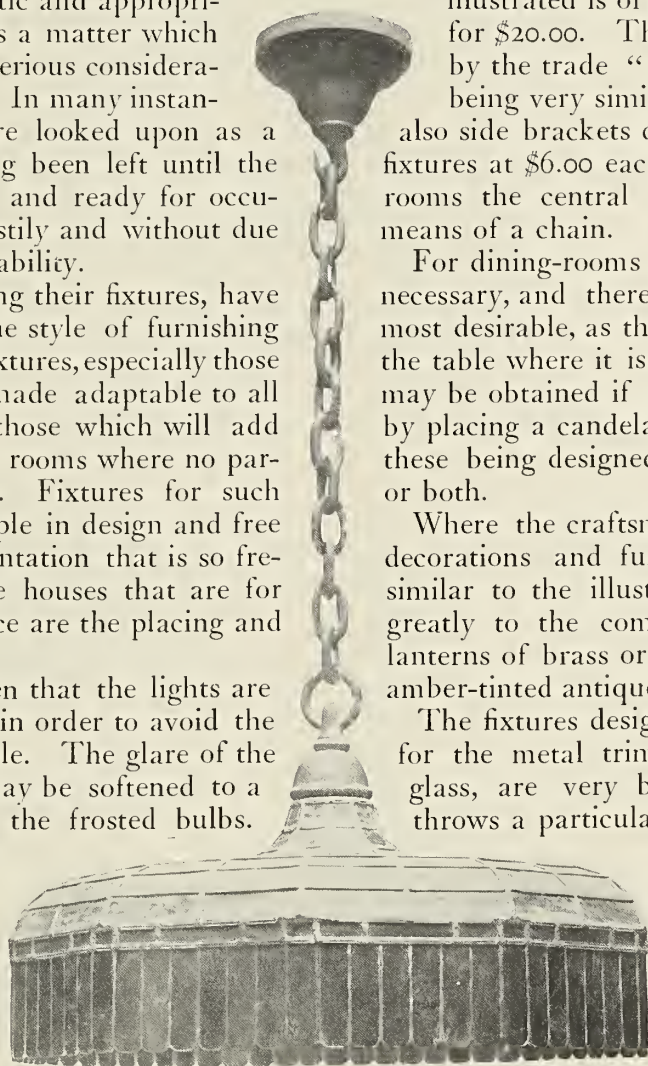 tic and appropri-
s a matter which
erious considera-
In many instan-
re looked upon as a
g been left until the
and ready for occu-
stily and without due
ability.
ng their fixtures, have
e style of furnishing
xtures, especially those
nade adaptable to all
those which will add
rooms where no par-
. Fixtures for such
ple in design and free
ntation that is so fre-
e houses that are for
ce are the placing and
en that the lights are
in order to avoid the
le. The glare of the
ay be softened to a
the frosted bulbs.
illustrated is of
for $20.00. Th
by the trade “
being very simi
also side brackets o
fixtures at $6.00 eac
rooms the central
means of a chain.
For dining-rooms
necessary, and there
most desirable, as th
the table where it is
may be obtained if
by placing a candela
these being designed
or both.
Where the craftsm
decorations and fu
similar to the illust
greatly to the com
lanterns of brass or
amber-tinted antique
The fixtures desig
for the metal trim
glass, are very b
throws a particula